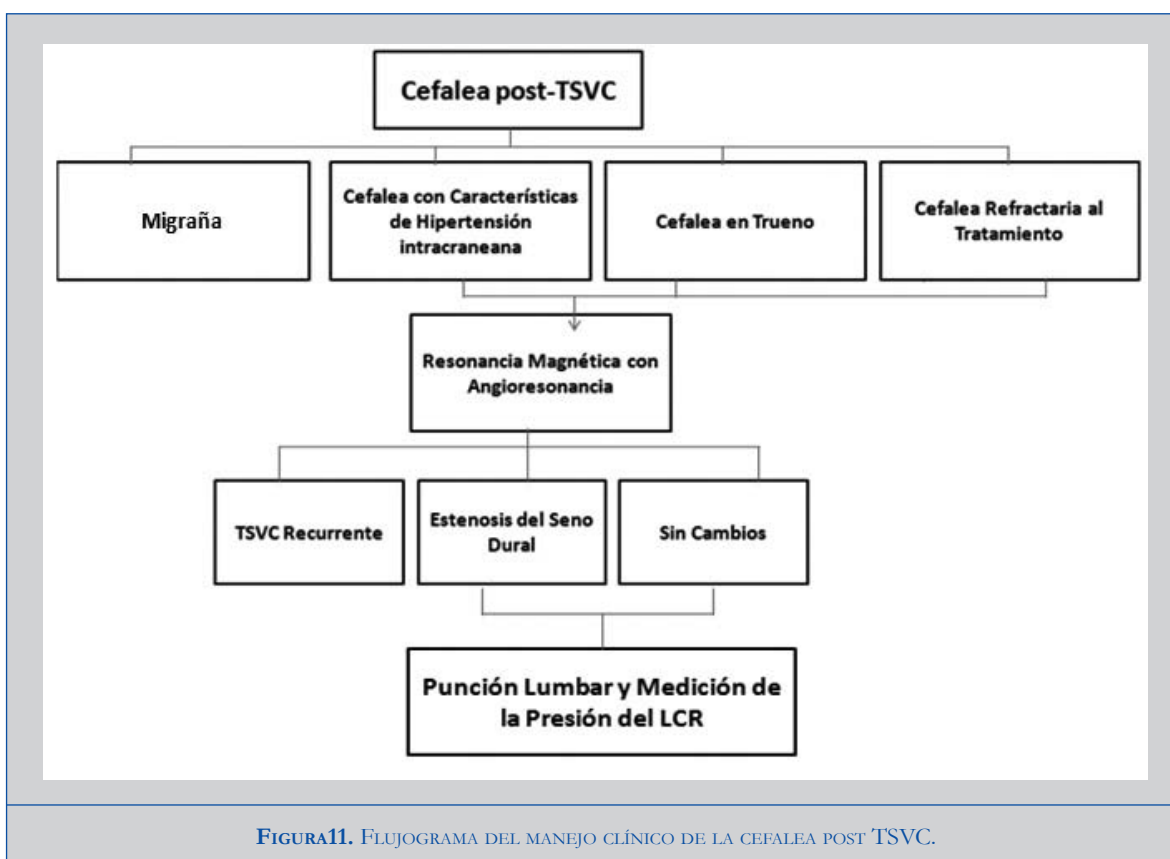 Cefalea post-TSVC
Migraña
Cefalea con Características
de Hipertensión
intracraneana
Cefalea en Trueno
Cefalea Refractaria al
Tratamiento
Resonancia Magnética con
Angioresonancia
TSVC Recurrente
Estenosis del Seno
Dural
Sin Cambios
Punción Lumbar y Medición de
la Presión del LCR
Figura11. Flujograma del manejo clínico de la cefalea post TSVC.